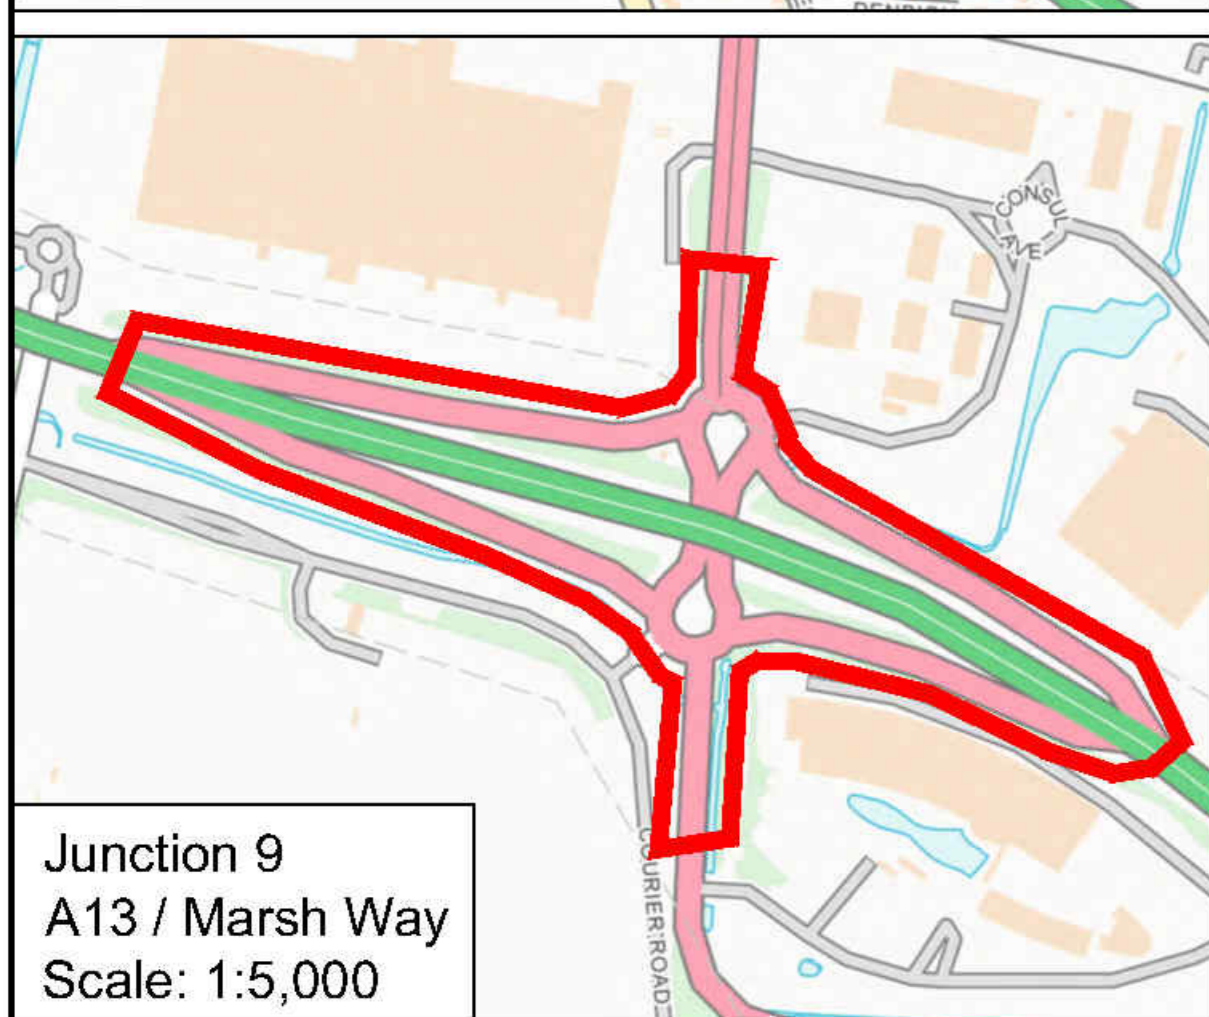 CONSUL
AVE
COURIER ROAD
Junction 9
A13 / Marsh Way
Scale: 1:5,000